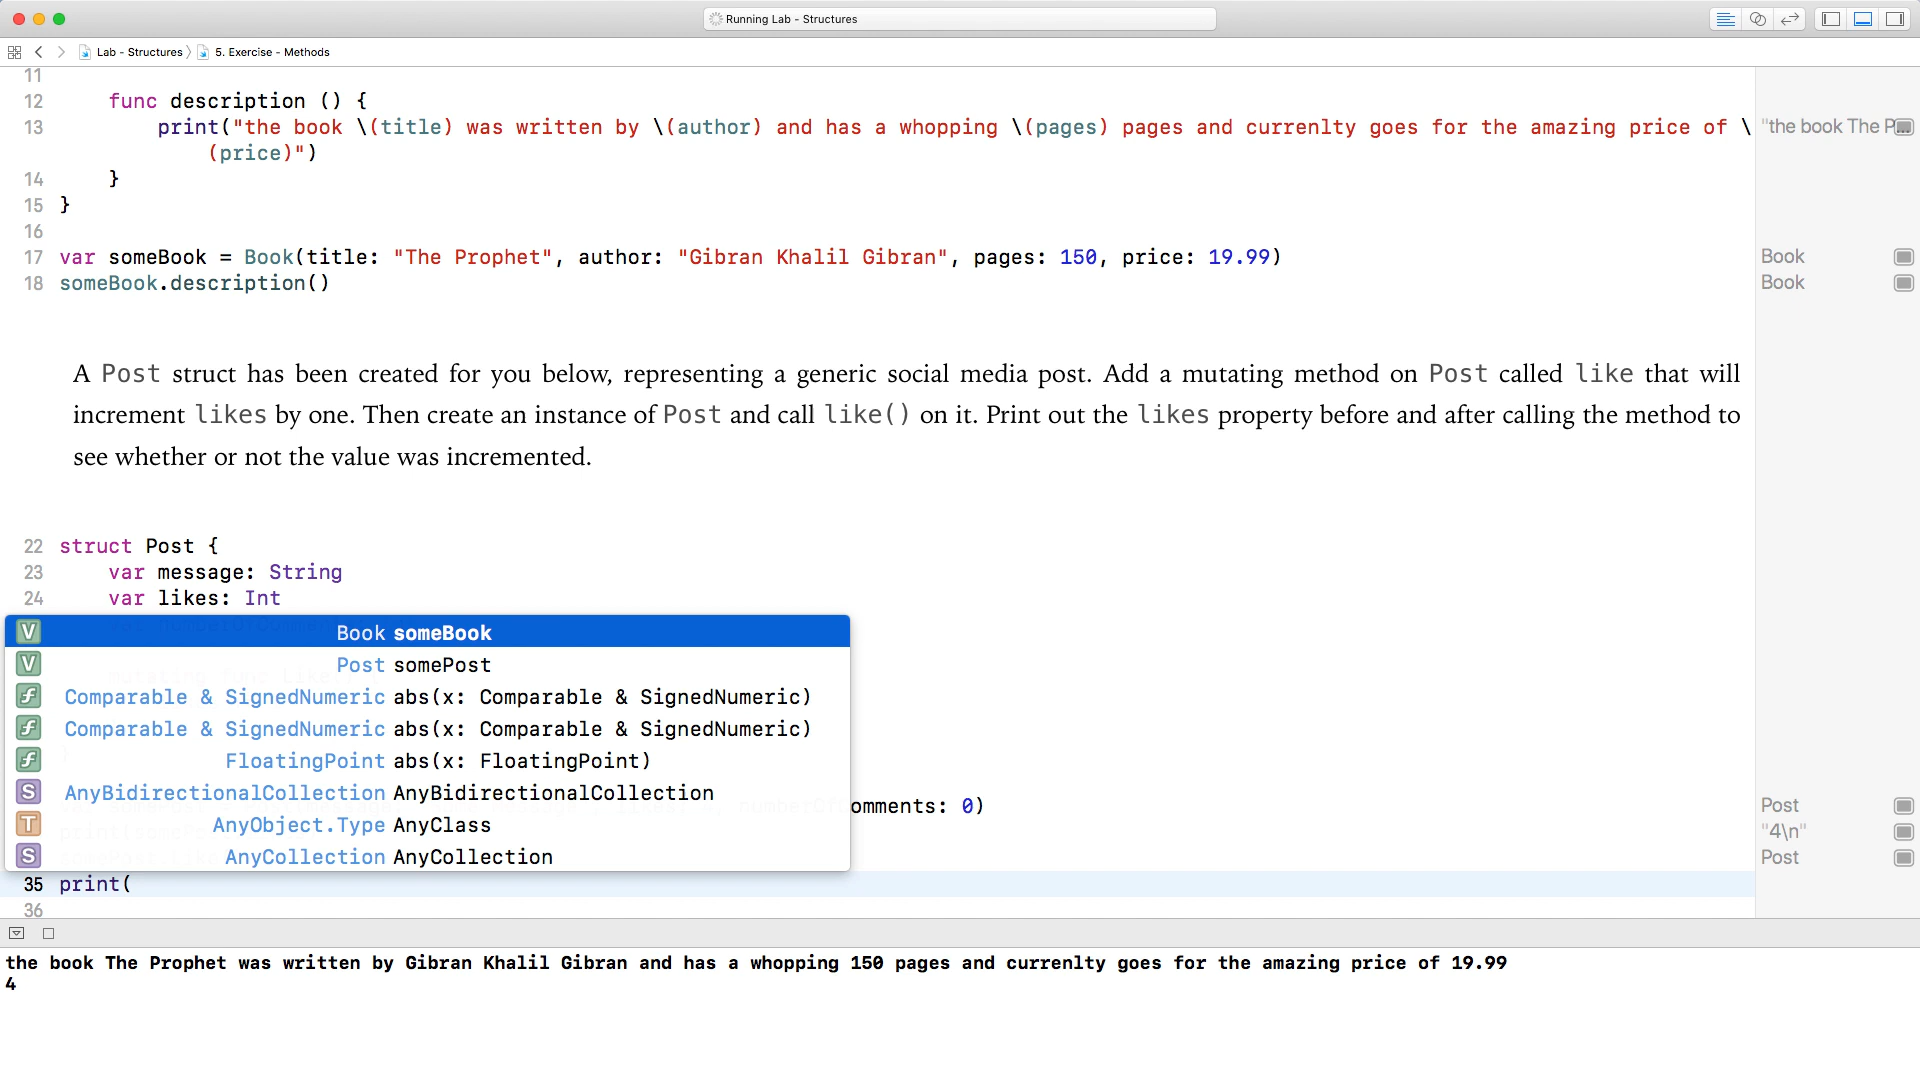 Running Lab - Structures
Lab - Structures 5. Exercise - Methods
11
12 func description () {
13 print("the book \(title) was written by \(author) and has a whopping \(pages) pages and currenlty goes for the amazing price of \ "the book The P...
(price)")
14 }
15 }
16
17 var someBook = Book(title: "The Prophet", author: "Gibran Khalil Gibran", pages: 150, price: 19.99) Book
18 someBook.description() Book
A Post struct has been created for you below, representing a generic social media post. Add a mutating method on Post called like that will
increment likes by one. Then create an instance of Post and call like() on it. Print out the likes property before and after calling the method to
see whether or not the value was incremented.
22 struct Post {
23 var message: String
24 var likes: Int
V Book someBook
V Post somePost
f Comparable & SignedNumeric abs(x: Comparable & SignedNumeric)
f Comparable & SignedNumeric abs(x: Comparable & SignedNumeric)
f FloatingPoint abs(x: FloatingPoint)
S AnyBidirectionalCollection AnyBidirectionalCollection
omments: 0) Post
T AnyObject.Type AnyClass
"4\n"
S AnyCollection AnyCollection
Post
35 print(
36
the book The Prophet was written by Gibran Khalil Gibran and has a whopping 150 pages and currenlty goes for the amazing price of 19.99
4